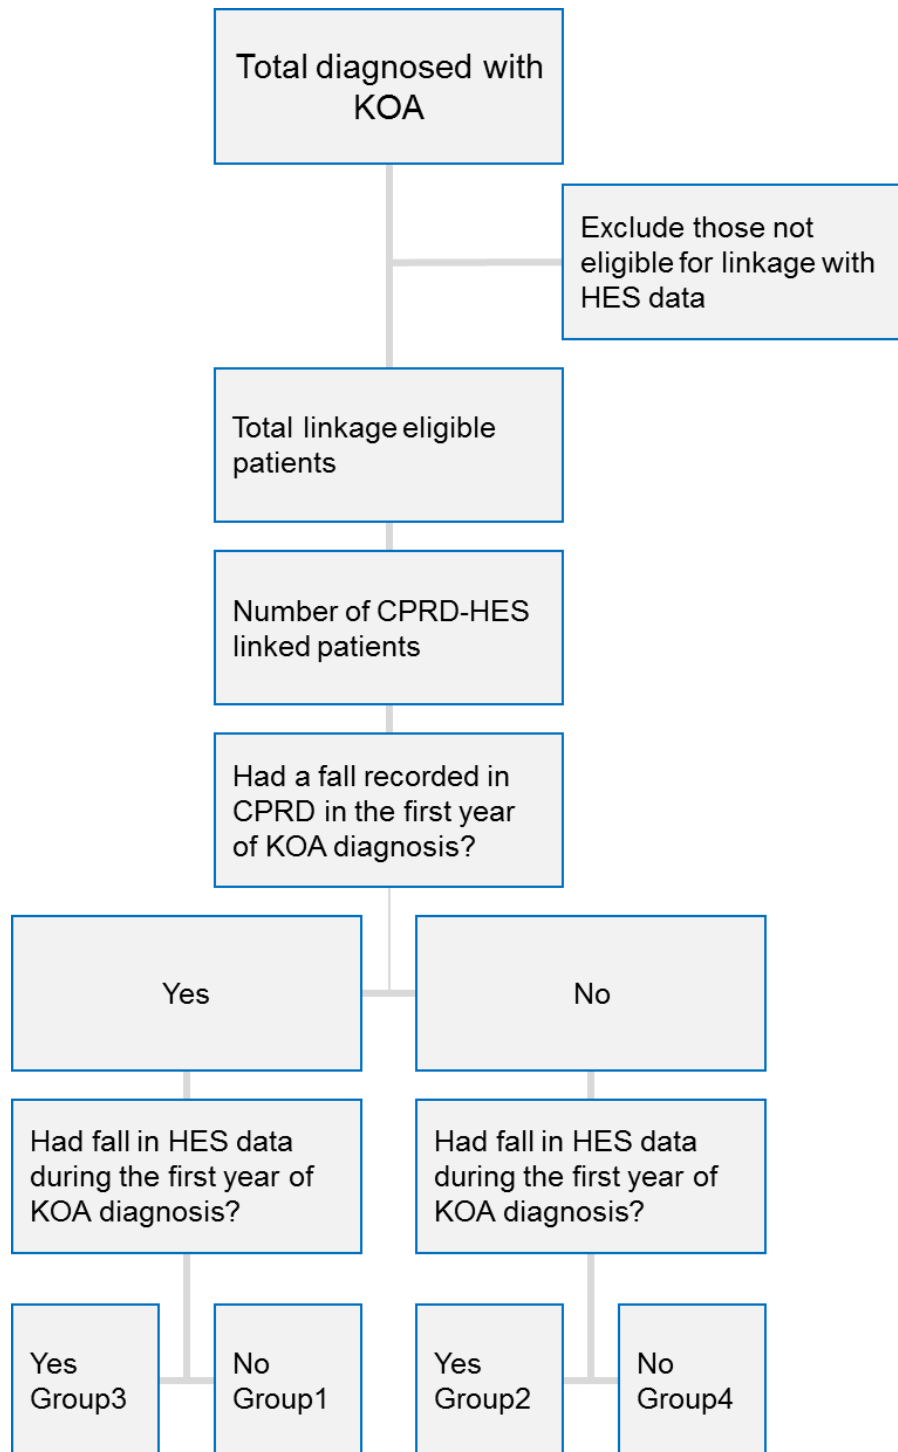 Total diagnosed with
KOA
Exclude those not
eligible for linkage with
HES data
Total linkage eligible
patients
Number of CPRD-HES
linked patients
Had a fall recorded in
CPRD in the first year
of KOA diagnosis?
Yes
No
Had fall in HES data
during the first year of
KOA diagnosis?
Had fall in HES data
during the first year of
KOA diagnosis?
Yes
Group3
No
Group1
Yes
Group2
No
Group4